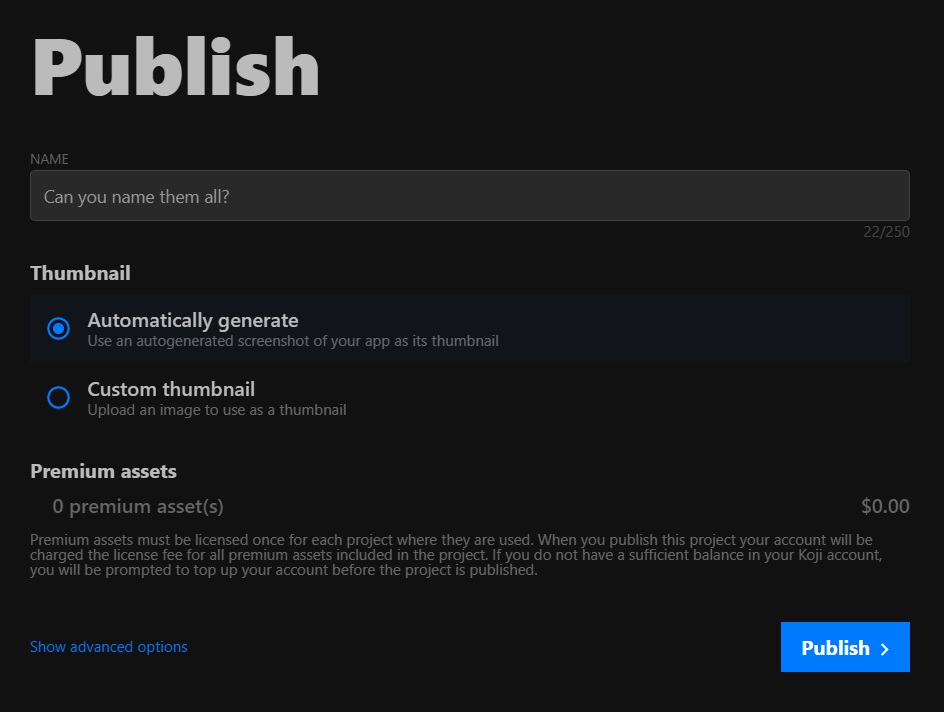 Publish
NAME
Can you name them all?
22/250
Thumbnail
Automatically generate
Use an autogenerated screenshot of your app as its thumbnail
Custom thumbnail
Upload an image to use as a thumbnail
Premium assets
0 premium asset(s) $0.00
Premium assets must be licensed once for each project where they are used. When you publish this project your account will be
charged the license fee for all premium assets included in the project. If you do not have a sufficient balance in your Koji account,
you will be prompted to top up your account before the project is published.
Show advanced options
Publish